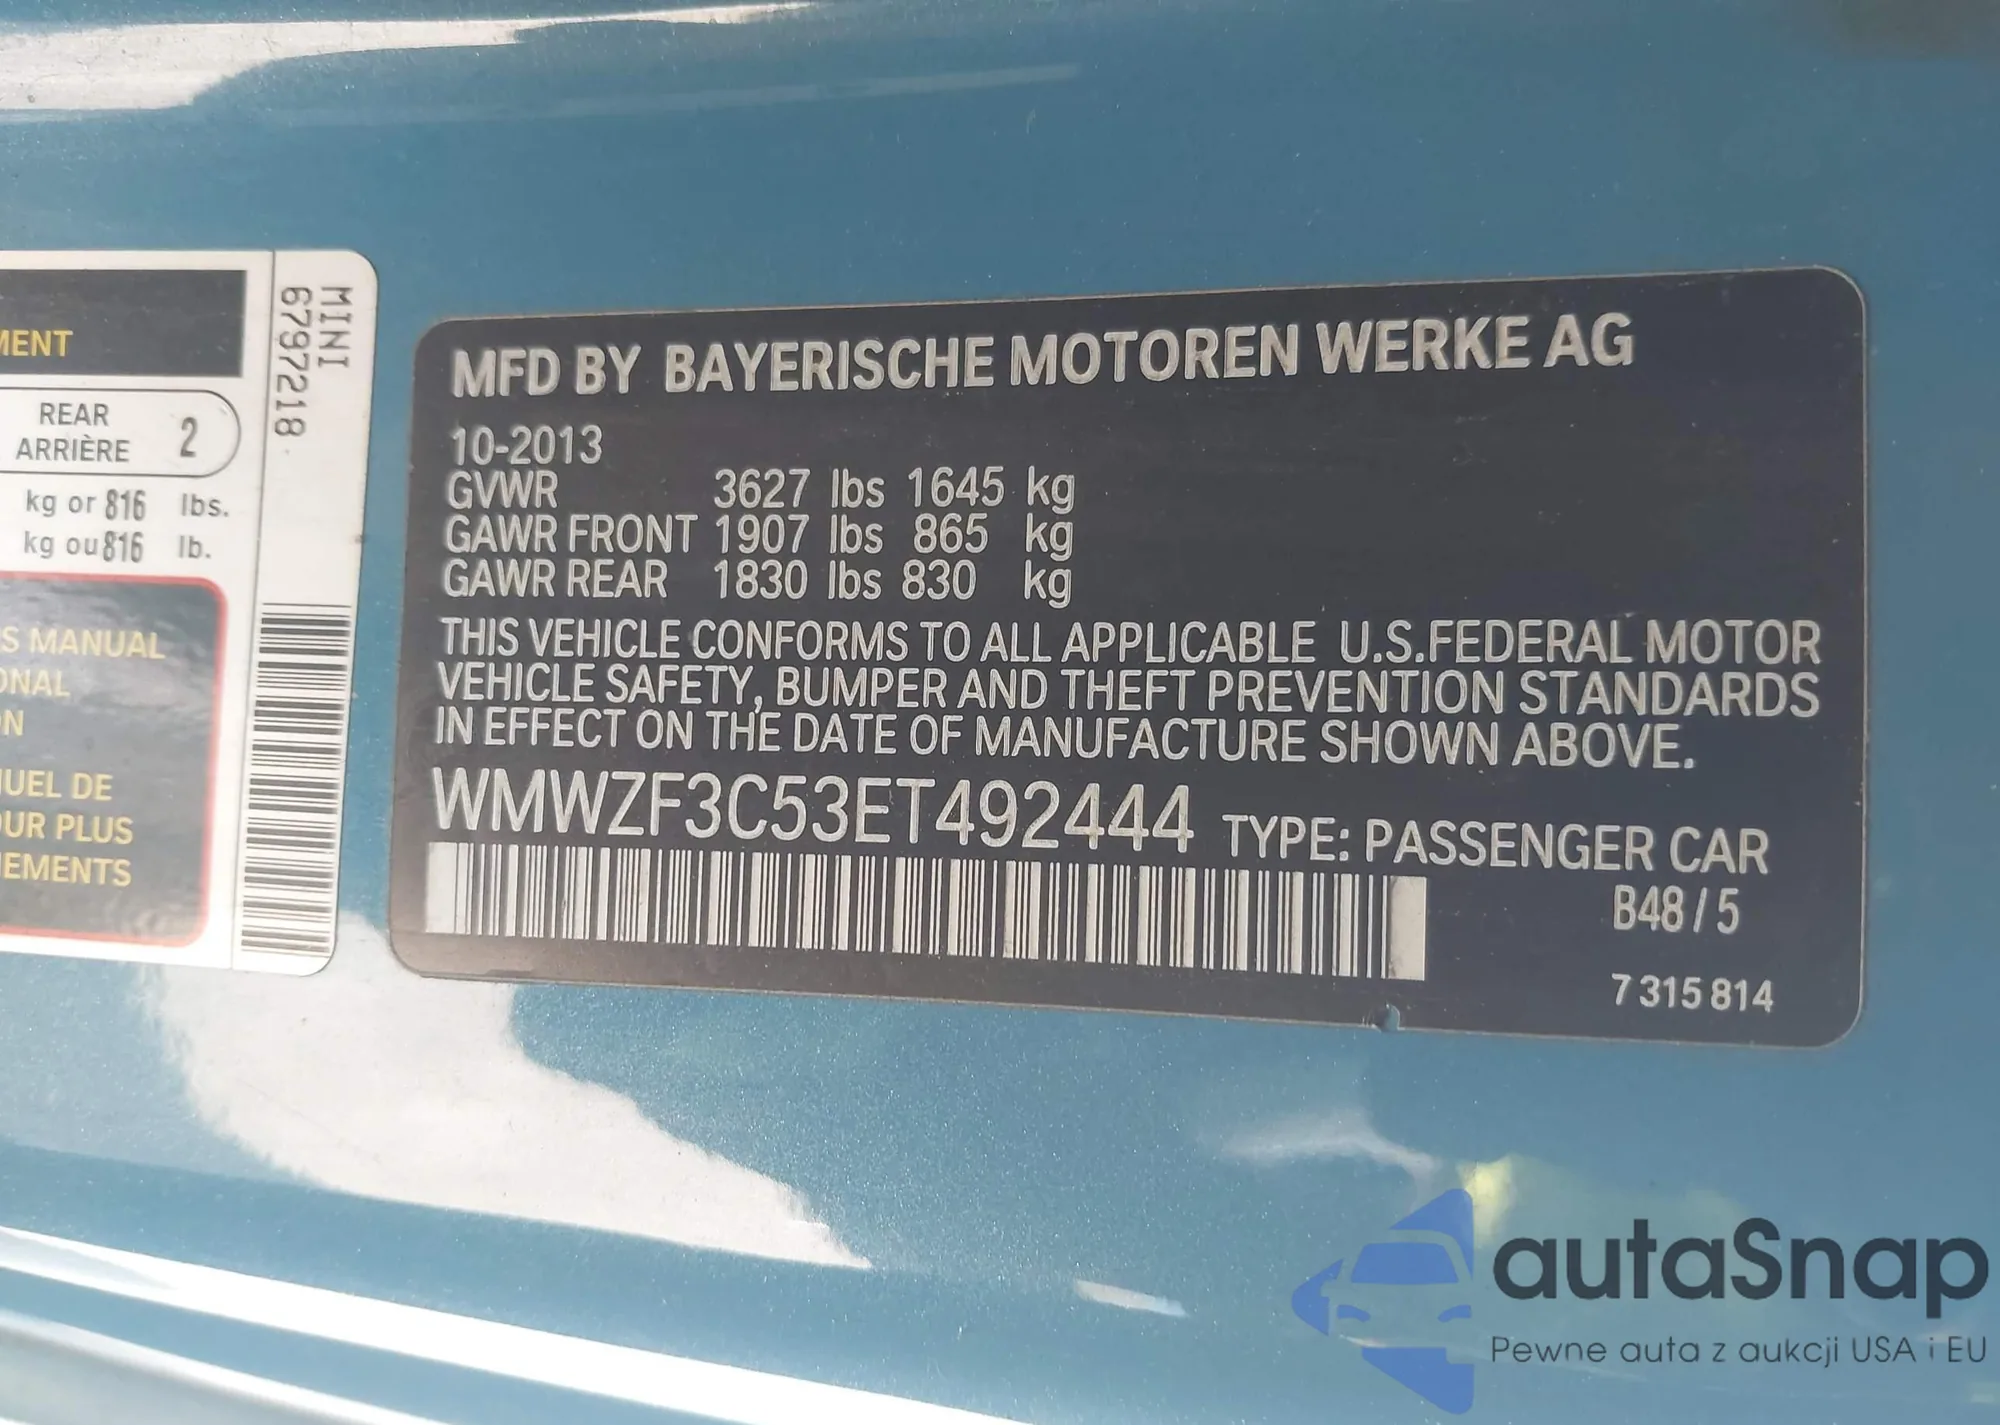 MENT
REAR
ARRIÈRE 2
kg or 816 lbs.
kg ou 816 lb.
S MANUAL
ONAL
ON
NUEL DE
OUR PLUS
NEMENTS
MINI
6797218
MFD BY BAYERISCHE MOTOREN WERKE AG
10-2013
GVWR 3627 lbs 1645 kg
GAWR FRONT 1907 lbs 865 kg
GAWR REAR 1830 lbs 830 kg
THIS VEHICLE CONFORMS TO ALL APPLICABLE U.S.FEDERAL MOTOR
VEHICLE SAFETY, BUMPER AND THEFT PREVENTION STANDARDS
IN EFFECT ON THE DATE OF MANUFACTURE SHOWN ABOVE.
WMWZF3C53ET492444 TYPE: PASSENGER CAR
B48 / 5
7 315 814
autaSnap
Pewne auta z aukcji USA i EU